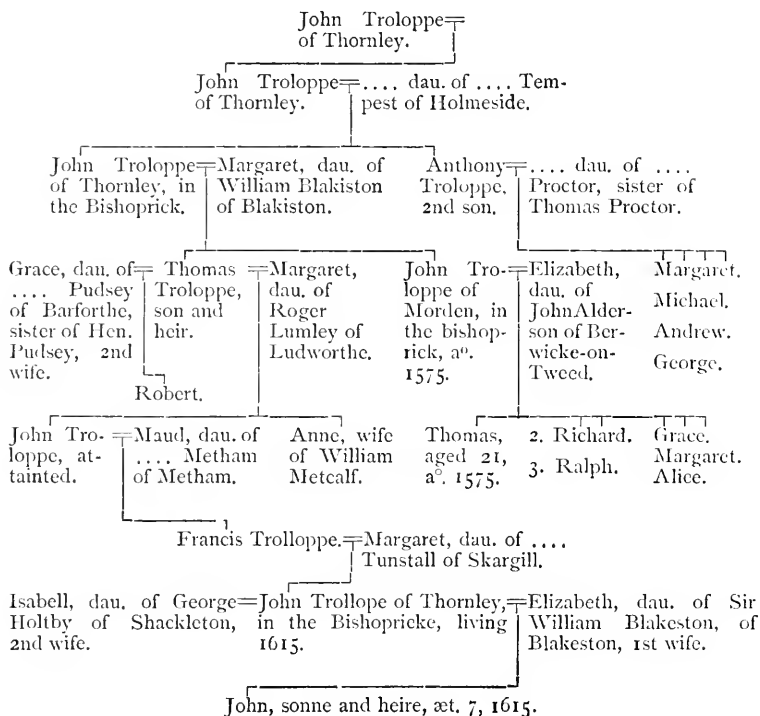 John Troloppe
of Thornley.
John Troloppe .... dau. of .... Tem-
of Thornley. pest of Holmeside.
John Troloppe
of Thornley, in
the Bishoprick.
Margaret, dau. of
William Blakiston
of Blakiston.
Anthony
Troloppe,
2nd son.
.... dau. of ....
Proctor, sister of
Thomas Proctor.
Grace, dau. of
.... Pudsey
of Barforthe,
sister of Hen.
Pudsey, 2nd
wife.
Thomas
Troloppe,
son and
heir.
Margaret,
dau. of
Roger
Lumley of
Ludworthe.
John Tro-
loppe of
Morden, in
the bishop-
rick, aº.
1575.
Elizabeth,
dau. of
John Alder-
son of Ber-
wicke-on-
Tweed.
Margaret.
Michael.
Andrew.
George.
Robert.
John Tro-
loppe, at-
tainted.
Maud, dau. of
.... Metham
of Metham.
Anne, wife
of William
Metcalf.
Thomas,
aged 21,
aº. 1575.
2. Richard.
3. Ralph.
Grace.
Margaret.
Alice.
Francis Trolloppe.
Margaret, dau. of ....
Tunstall of Skargill.
Isabell, dau. of George
Holtby of Shackleton,
2nd wife.
John Trollope of Thornley,
in the Bishopricke, living
1615.
Elizabeth, dau. of Sir
William Blakeston, of
Blakeston, 1st wife.
John, sonne and heire, æt. 7, 1615.